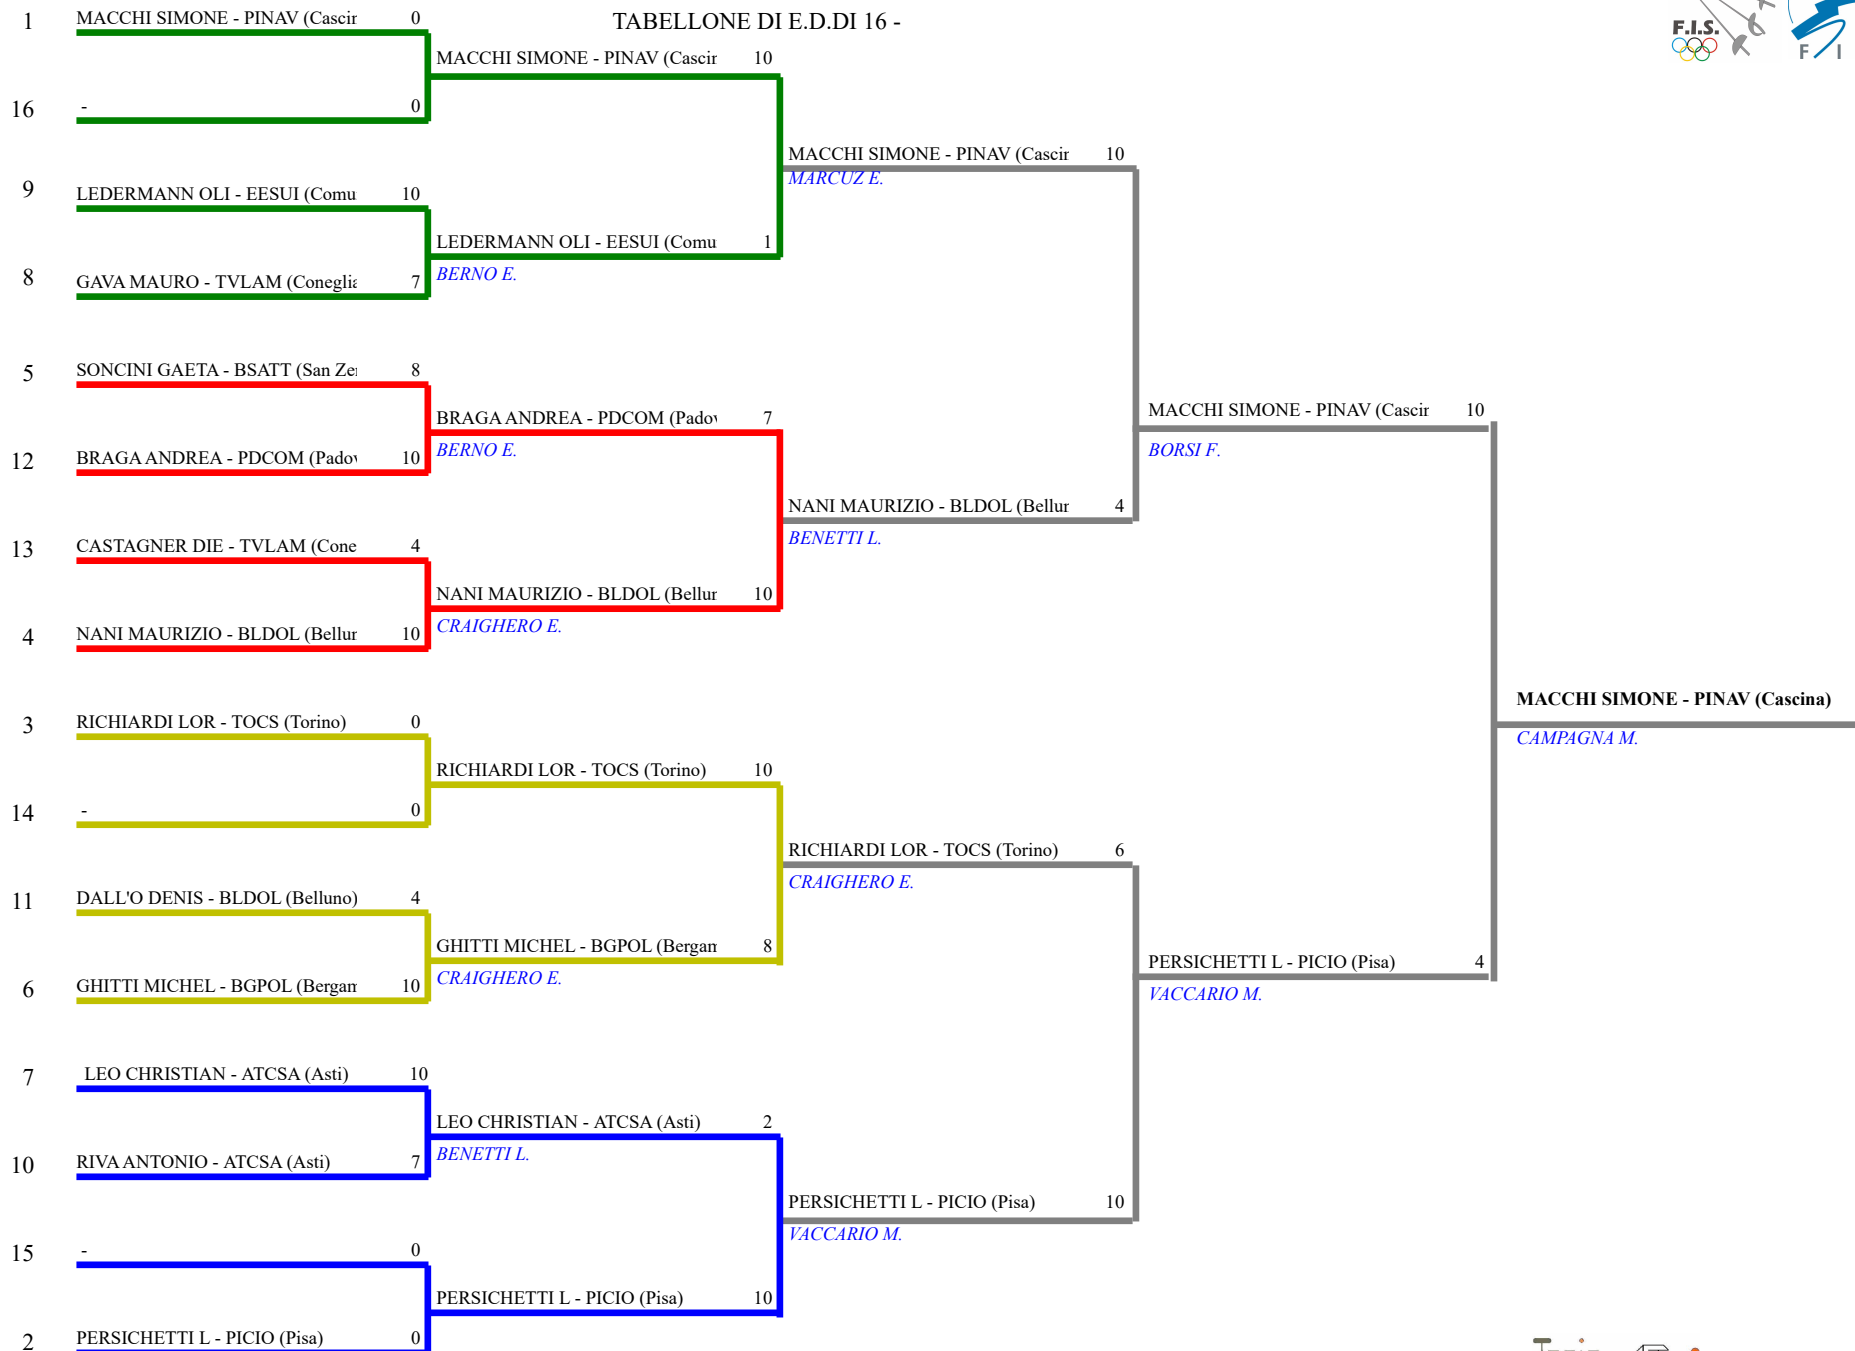 TABELLONE DI E.D.DI 16 -
F.I.S.
F I
1 MACCHI SIMONE - PINAV (Cascir 0
MACCHI SIMONE - PINAV (Cascir 10
16 - 0
MACCHI SIMONE - PINAV (Cascir 10
MARCUZ E.
9 LEDERMANN OLI - EESUI (Comu 10
LEDERMANN OLI - EESUI (Comu 1
BERNO E.
8 GAVA MAURO - TVLAM (Coneglia 7
5 SONCINI GAETA - BSATT (San Zei 8
BRAGA ANDREA - PDCOM (Padov 7
BERNO E.
MACCHI SIMONE - PINAV (Cascir 10
BORSI F.
12 BRAGA ANDREA - PDCOM (Padov 10
NANI MAURIZIO - BLDOL (Bellur 4
BENETTI L.
13 CASTAGNER DIE - TVLAM (Cone 4
NANI MAURIZIO - BLDOL (Bellur 10
CRAIGHERO E.
4 NANI MAURIZIO - BLDOL (Bellur 10
MACCHI SIMONE - PINAV (Cascina)
CAMPAGNA M.
3 RICHIARDI LOR - TOCS (Torino) 0
RICHIARDI LOR - TOCS (Torino) 10
14 - 0
RICHIARDI LOR - TOCS (Torino) 6
CRAIGHERO E.
11 DALL'O DENIS - BLDOL (Belluno) 4
GHITTI MICHEL - BGPOL (Bergam 8
CRAIGHERO E.
PERSICHETTI L - PICIO (Pisa) 4
VACCARIO M.
6 GHITTI MICHEL - BGPOL (Bergam 10
7 LEO CHRISTIAN - ATCSA (Asti) 10
LEO CHRISTIAN - ATCSA (Asti) 2
BENETTI L.
10 RIVA ANTONIO - ATCSA (Asti) 7
PERSICHETTI L - PICIO (Pisa) 10
VACCARIO M.
15 - 0
PERSICHETTI L - PICIO (Pisa) 10
2 PERSICHETTI L - PICIO (Pisa) 0